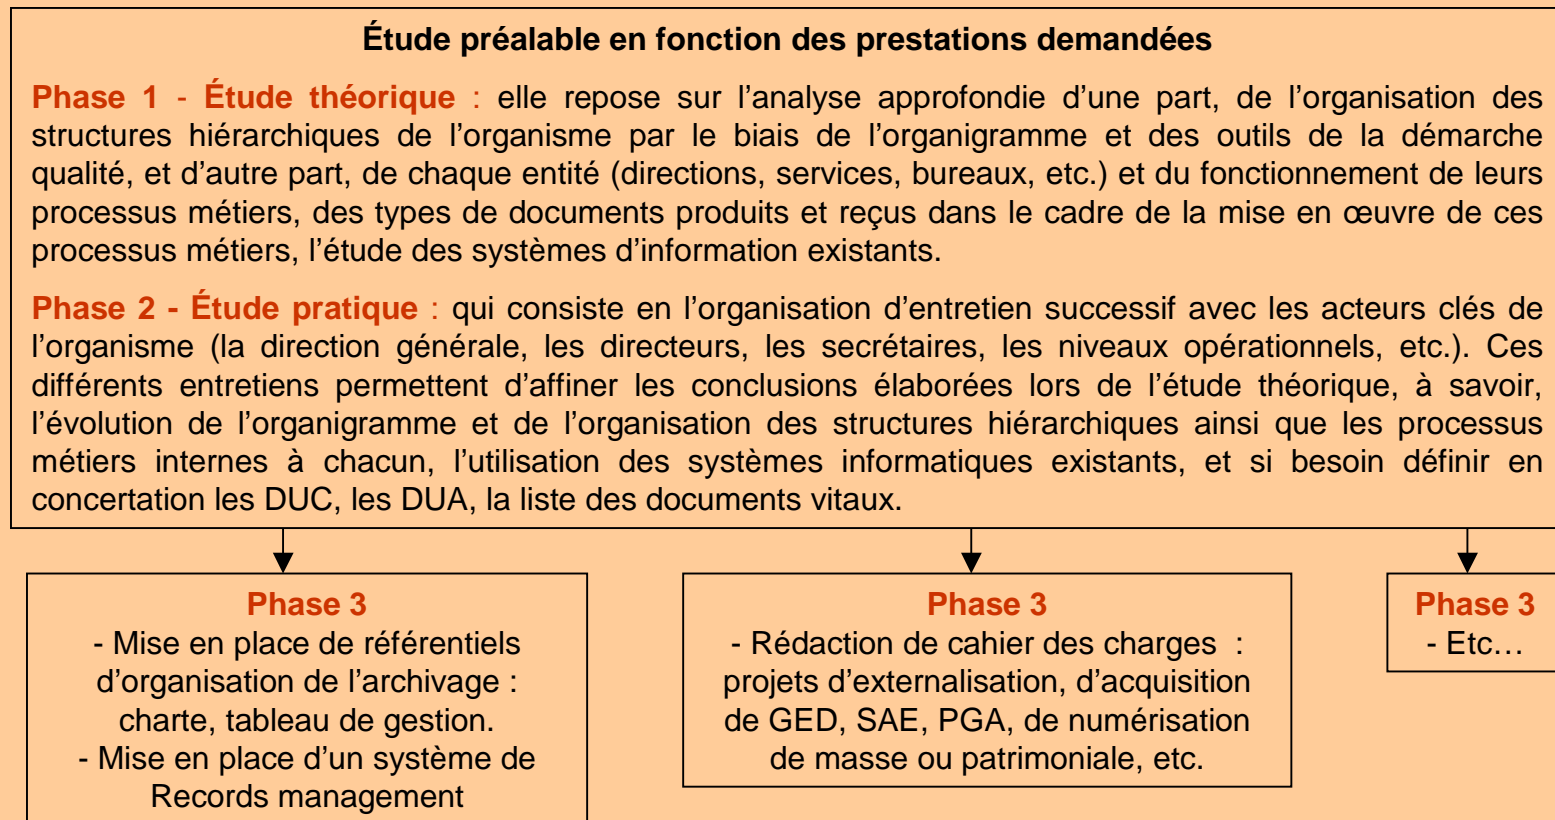 Étude préalable en fonction des prestations demandées
Phase 1 - Étude théorique : elle repose sur l’analyse approfondie d’une part, de l’organisation des
structures hiérarchiques de l’organisme par le biais de l’organigramme et des outils de la démarche
qualité, et d’autre part, de chaque entité (directions, services, bureaux, etc.) et du fonctionnement de leurs
processus métiers, des types de documents produits et reçus dans le cadre de la mise en œuvre de ces
processus métiers, l’étude des systèmes d’information existants.
Phase 2 - Étude pratique : qui consiste en l’organisation d’entretien successif avec les acteurs clés de
l’organisme (la direction générale, les directeurs, les secrétaires, les niveaux opérationnels, etc.). Ces
différents entretiens permettent d’affiner les conclusions élaborées lors de l’étude théorique, à savoir,
l’évolution de l’organigramme et de l’organisation des structures hiérarchiques ainsi que les processus
métiers internes à chacun, l’utilisation des systèmes informatiques existants, et si besoin définir en
concertation les DUC, les DUA, la liste des documents vitaux.
Phase 3
- Mise en place de référentiels
d’organisation de l’archivage :
charte, tableau de gestion.
- Mise en place d’un système de
Records management
Phase 3
- Rédaction de cahier des charges :
projets d’externalisation, d’acquisition
de GED, SAE, PGA, de numérisation
de masse ou patrimoniale, etc.
Phase 3
- Etc…